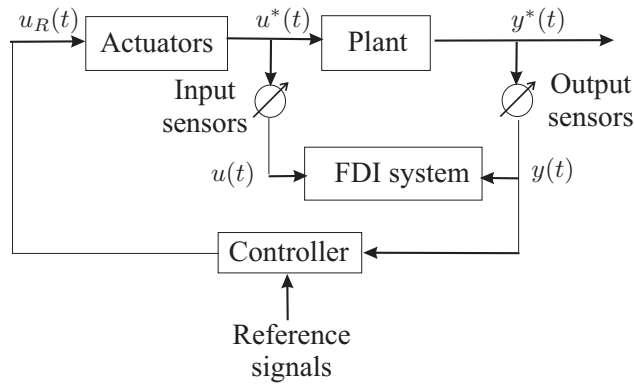 u_R(t)
u*(t)
y*(t)
Actuators
Plant
Input
sensors
Output
sensors
u(t)
FDI system
y(t)
Controller
Reference
signals